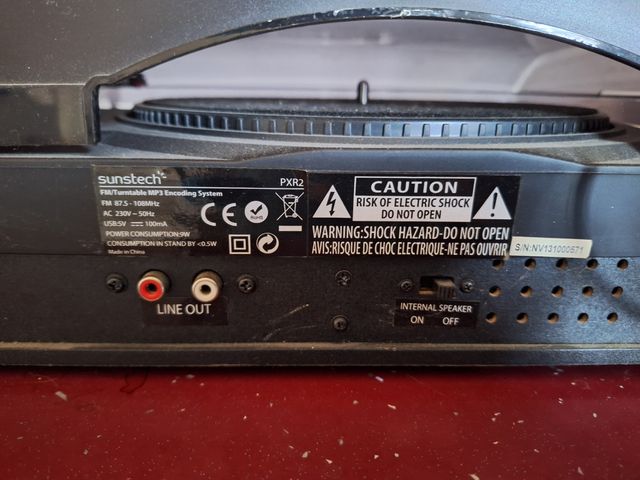 sunstech PXR2
FM/Turntable MP3 Encoding System
FM 87.5 - 108MHz
AC 230V ~ 50Hz
USB:5V ⎓ 100mA
POWER CONSUMPTION:9W
CONSUMPTION IN STAND BY <0.5W
Made in China
CE
RoHS
CAUTION
RISK OF ELECTRIC SHOCK
DO NOT OPEN
WARNING:SHOCK HAZARD-DO NOT OPEN
AVIS:RISQUE DE CHOC ELECTRIQUE-NE PAS OUVRIR
S/N:NV131000571
LINE OUT
INTERNAL SPEAKER
ON OFF